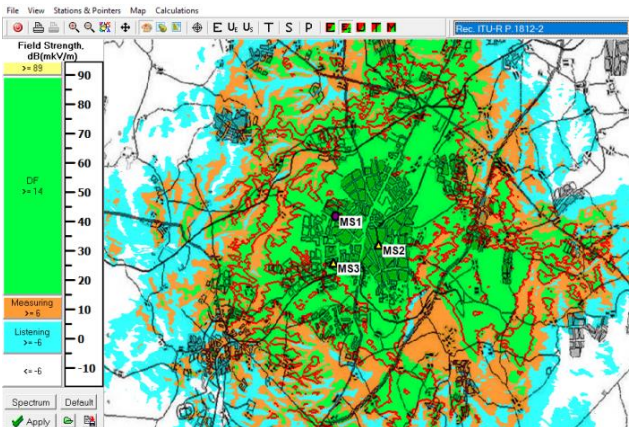 File View Stations & Pointers Map Calculations
E U_E U_S T S P
Rec. ITU-R P.1812-2
Field Strength,
dB(mkV/m)
>= 89
90
80
70
60
DF
>= 14
50
40
30
20
Measuring
>= 6
10
Listening
>= -6
0
<= -6
-10
MS1
MS2
MS3
Spectrum Default
Apply